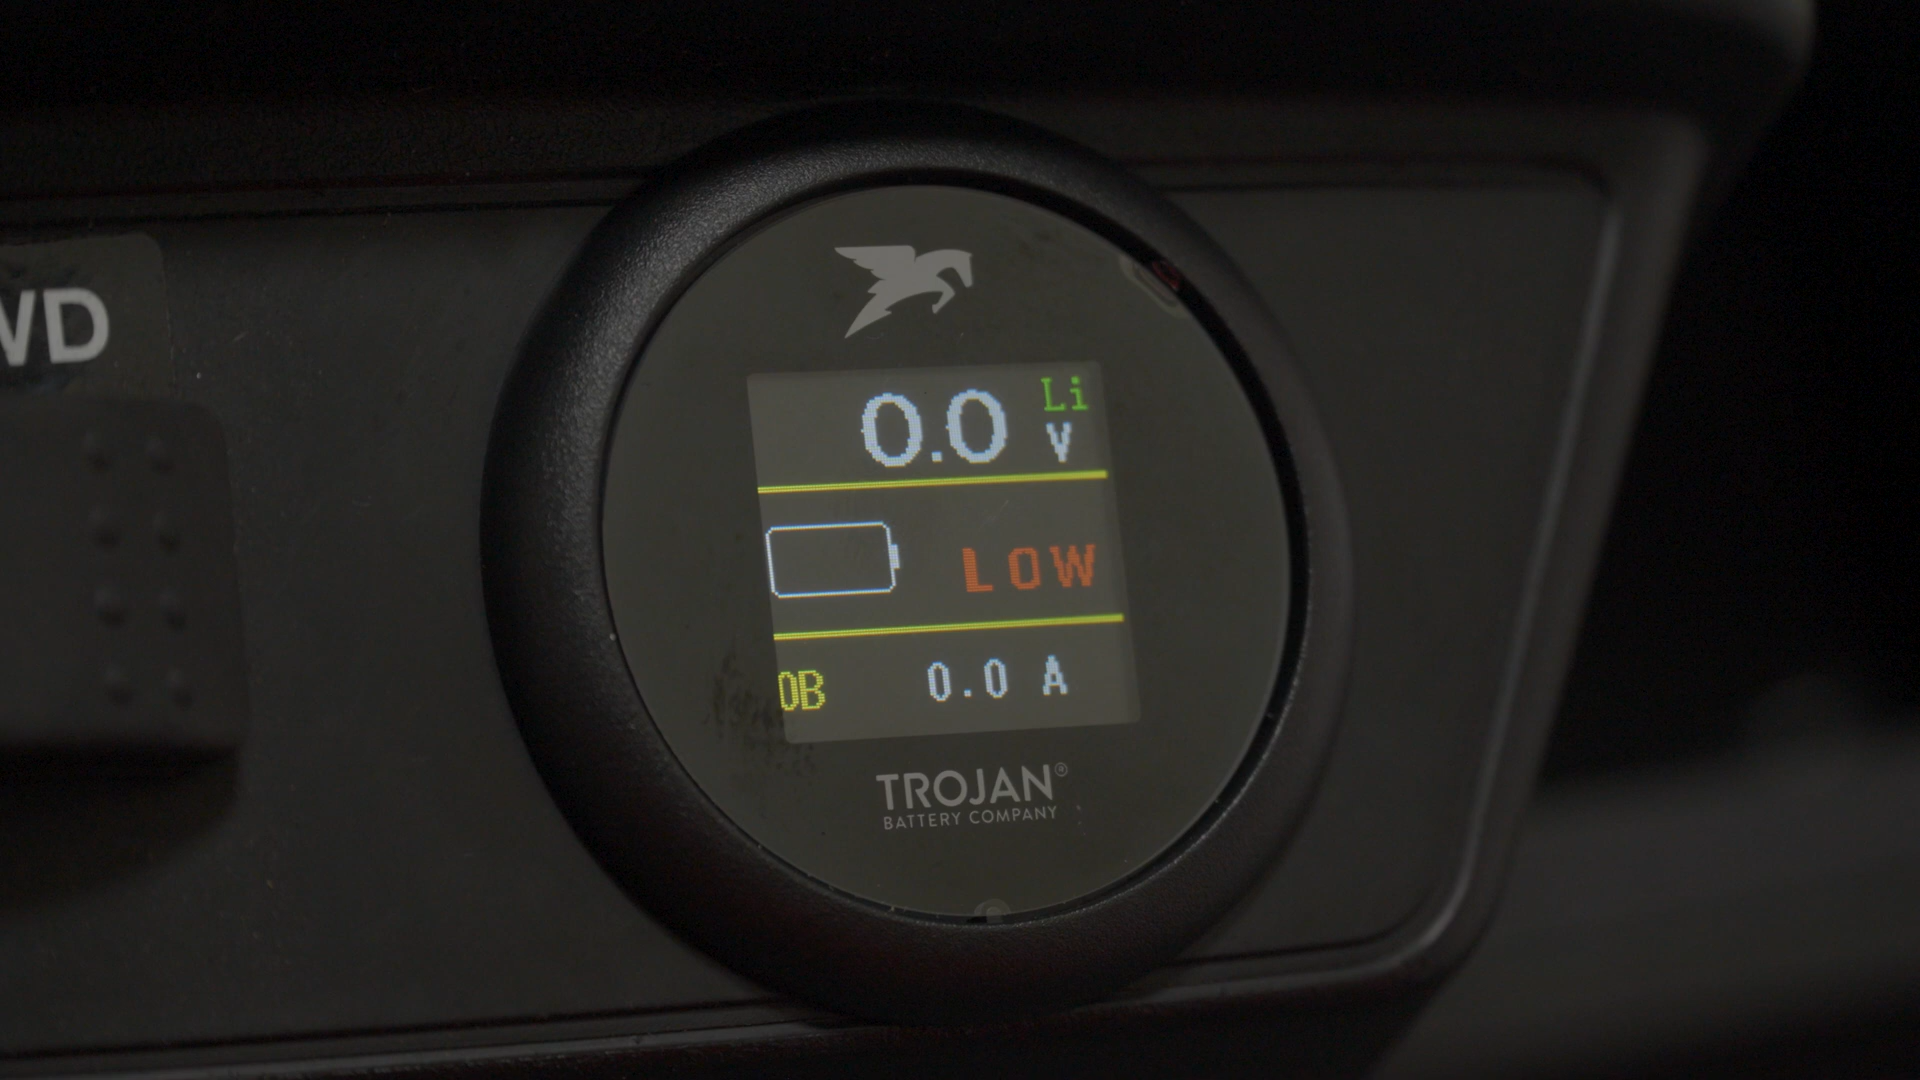 WD
0.0 Li
V
LOW
0B 0.0 A
TROJAN®
BATTERY COMPANY